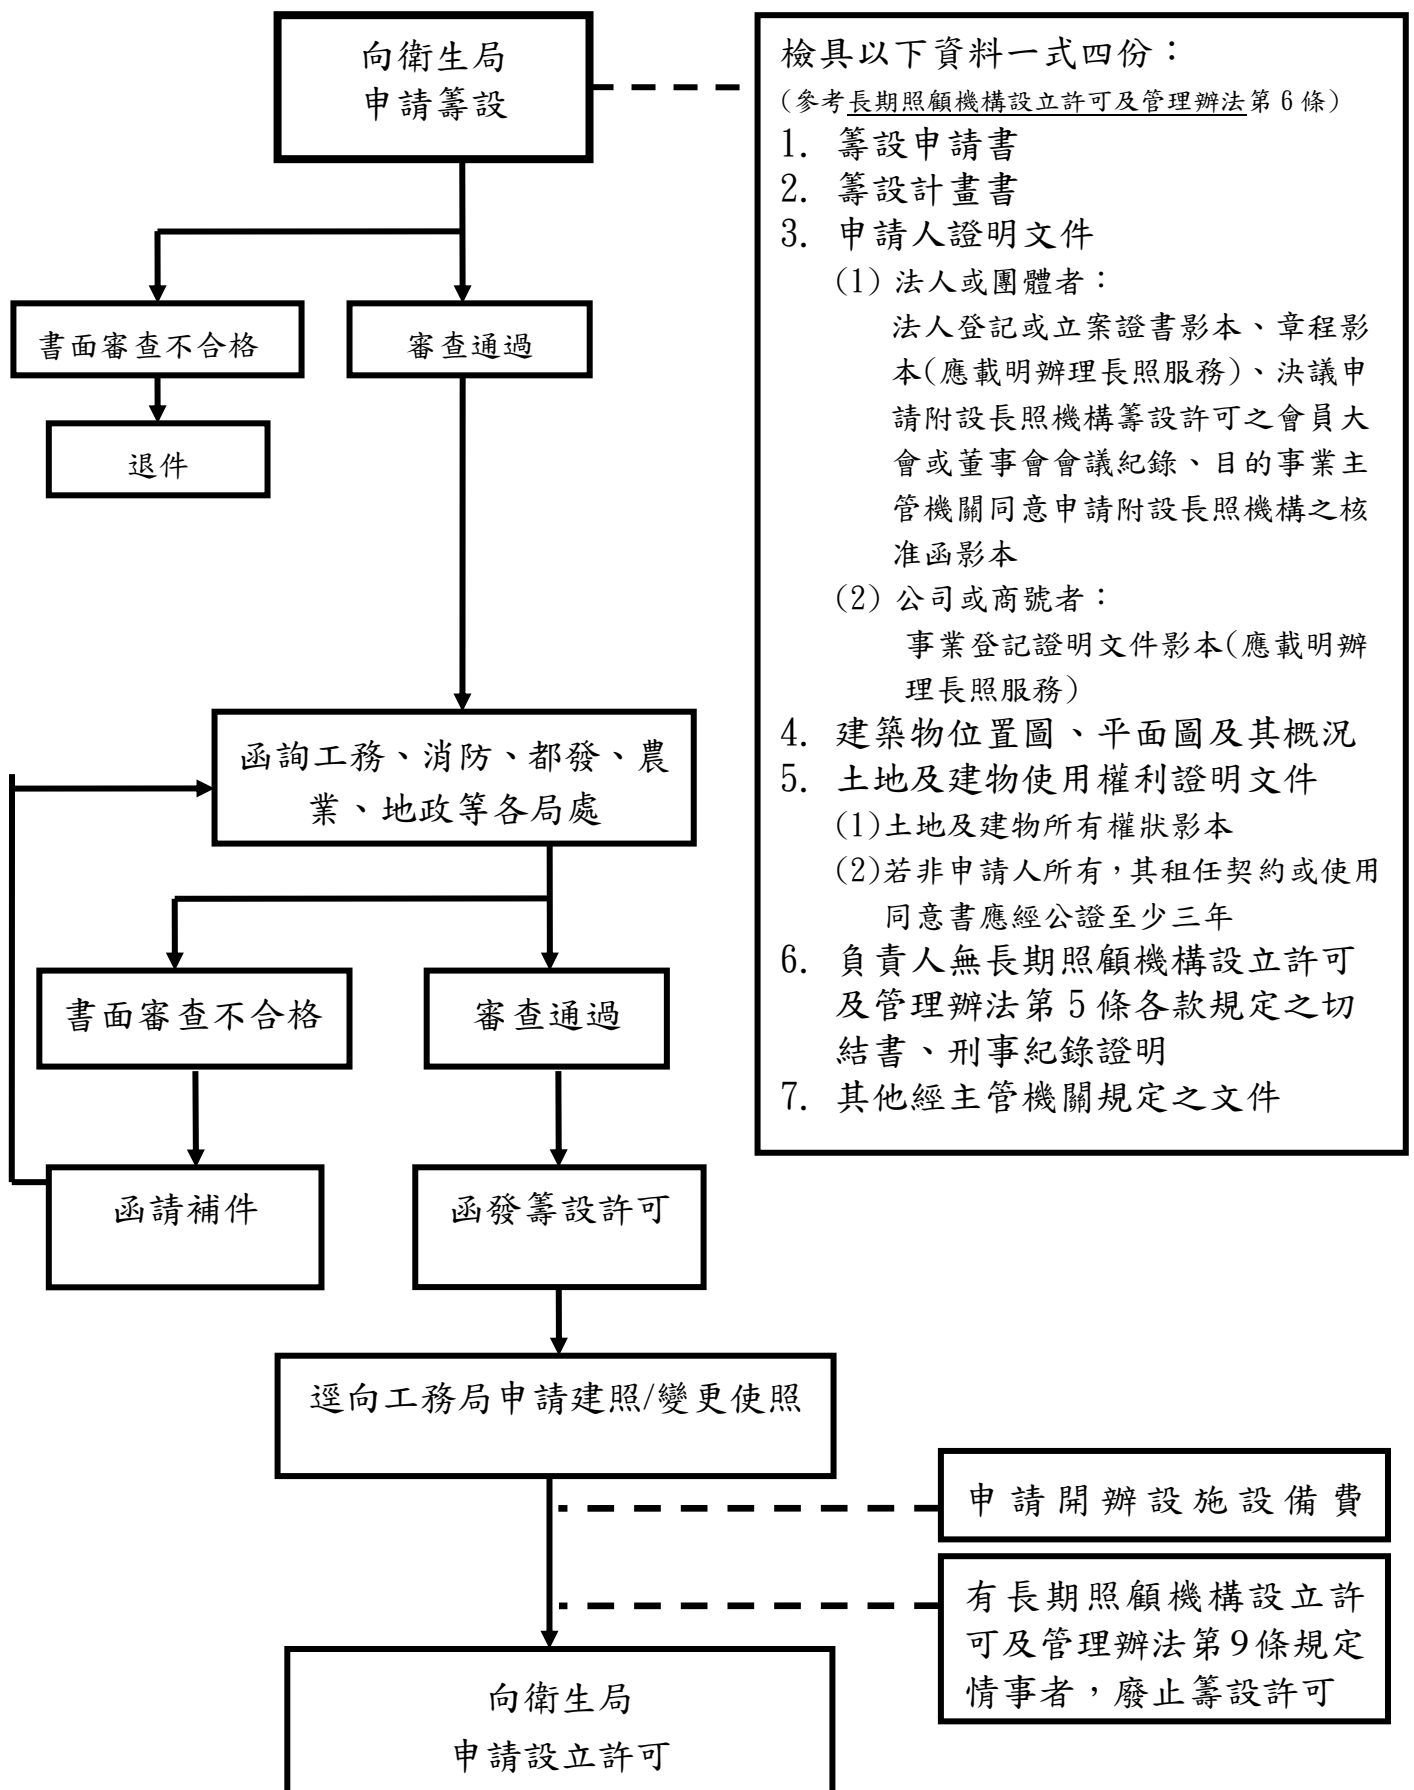 向衛生局
申請籌設
檢具以下資料一式四份：
(參考長期照顧機構設立許可及管理辦法第 6 條)
1. 籌設申請書
2. 籌設計畫書
3. 申請人證明文件
(1) 法人或團體者：
法人登記或立案證書影本、章程影
本(應載明辦理長照服務)、決議申
請附設長照機構籌設許可之會員大
會或董事會會議紀錄、目的事業主
管機關同意申請附設長照機構之核
准函影本
(2) 公司或商號者：
事業登記證明文件影本(應載明辦
理長照服務)
4. 建築物位置圖、平面圖及其概況
5. 土地及建物使用權利證明文件
(1)土地及建物所有權狀影本
(2)若非申請人所有，其租任契約或使用
同意書應經公證至少三年
6. 負責人無長期照顧機構設立許可
及管理辦法第 5 條各款規定之切
結書、刑事紀錄證明
7. 其他經主管機關規定之文件
書面審查不合格
審查通過
退件
函詢工務、消防、都發、農
業、地政等各局處
書面審查不合格
審查通過
函請補件
函發籌設許可
逕向工務局申請建照/變更使照
申請開辦設施設備費
有長期照顧機構設立許
可及管理辦法第9條規定
情事者，廢止籌設許可
向衛生局
申請設立許可